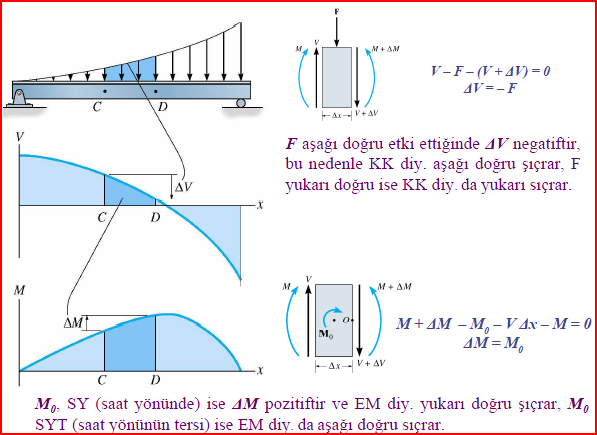 F
V
M
M + ΔM
Δx
V + ΔV
V – F – (V + ΔV) = 0
ΔV = – F
C
D
F aşağı doğru etki ettiğinde ΔV negatiftir,
bu nedenle KK diy. aşağı doğru şıçrar, F
yukarı doğru ise KK diy. da yukarı sıçrar.
V
ΔV
C
D
x
M
ΔM
C
D
x
V
M
M + ΔM
M₀
O
Δx
V + ΔV
M + ΔM – M₀ – V Δx – M = 0
ΔM = M₀
M₀, SY (saat yönünde) ise ΔM pozitiftir ve EM diy. yukarı doğru şıçrar, M₀
SYT (saat yönünün tersi) ise EM diy. da aşağı doğru sıçrar.